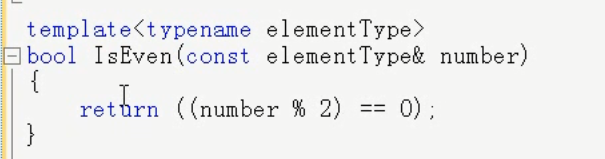 template<typename elementType>
bool IsEven(const elementType& number)
{
    return ((number % 2) == 0);
}